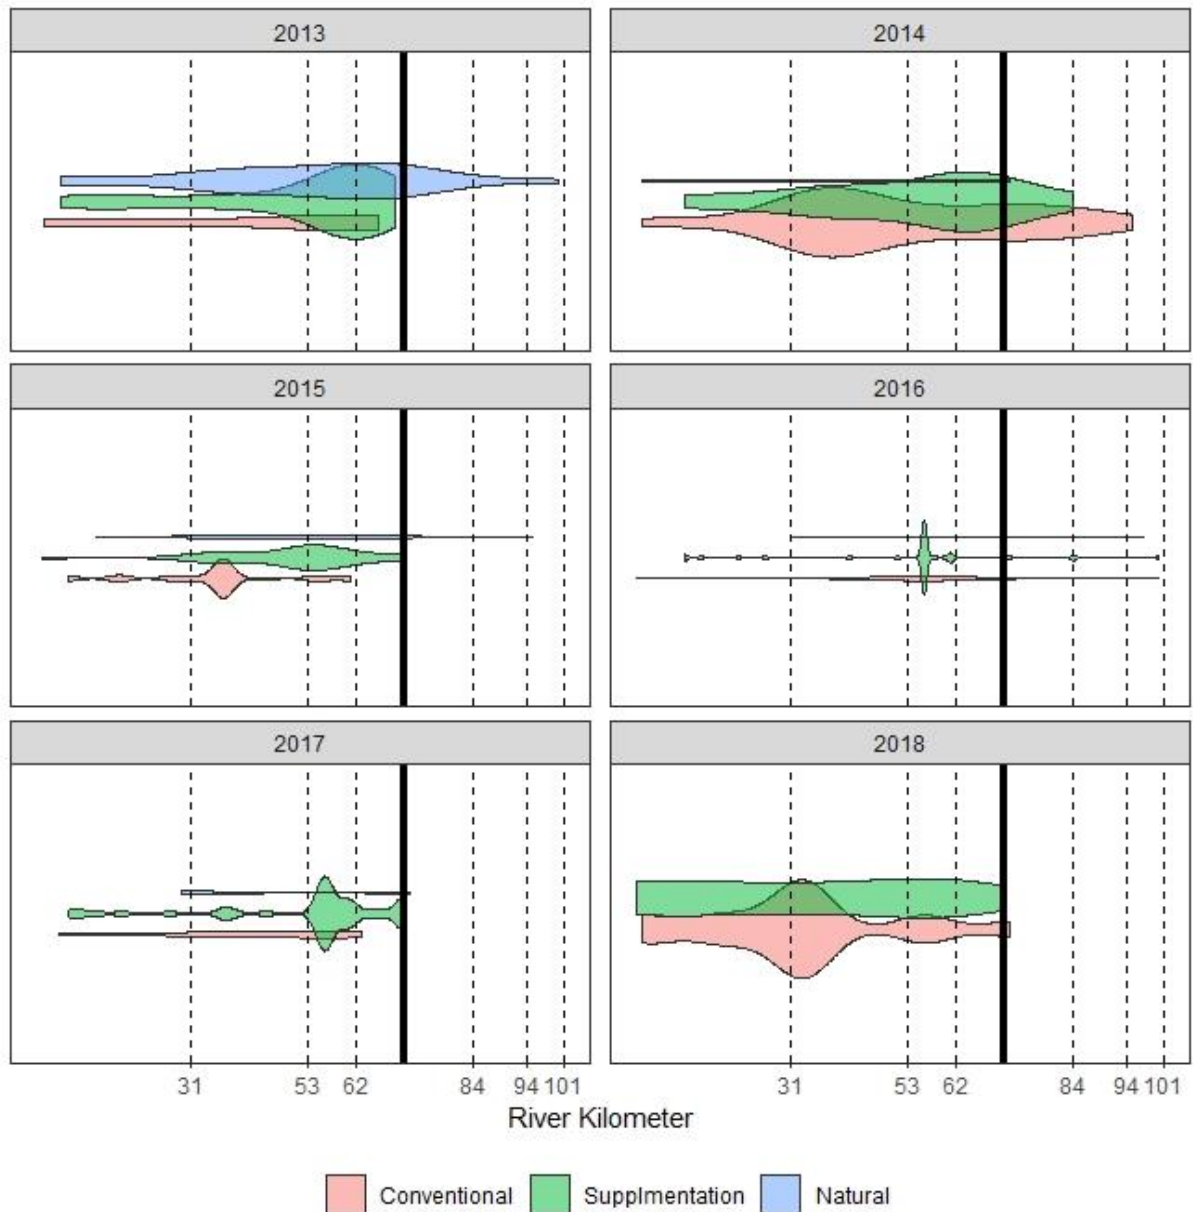 2013 2014
2015 2016
2017 2018
31 53 62 84 94 101 31 53 62 84 94 101
River Kilometer
Conventional Supplmentation Natural